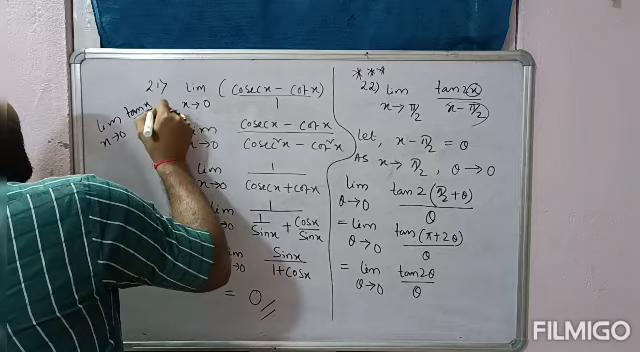 21) lim x→0 (cosecx - cotx)/1
lim x→0 tanx
lim x→0 (cosecx - cotx)/(cosec²x - cot²x)
lim x→0 1/(cosecx + cotx)
lim x→0 1/(1/Sinx + Cosx/Sinx)
lim x→0 Sinx/(1+Cosx)
= 0
***
22) lim x→π/2 tan2x/(x-π/2)
Let, x - π/2 = θ
As x→π/2, θ→0
lim θ→0 tan2(π/2+θ)/θ
= lim θ→0 tan(π+2θ)/θ
= lim θ→0 tan2θ/θ
FILMIGO